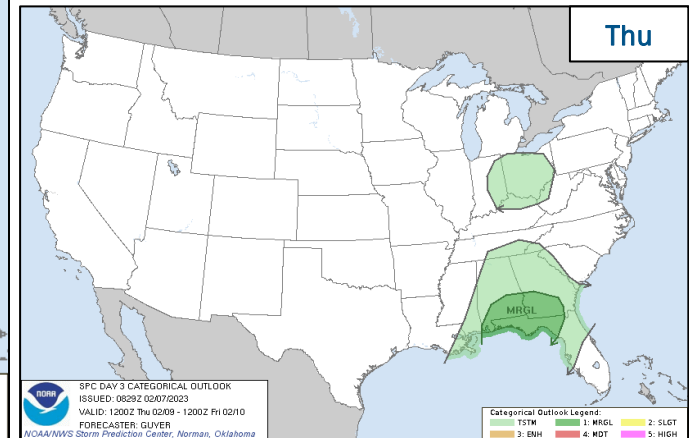 Thu
MRGL
NOAA
SPC DAY 3 CATEGORICAL OUTLOOK
ISSUED: 0829Z 02/07/2023
VALID: 1200Z Thu 02/09 - 1200Z Fri 02/10
FORECASTER: GUYER
NOAA/NWS Storm Prediction Center, Norman, Oklahoma
Categorical Outlook Legend:
TSTM 1: MRGL 2: SLGT
3: ENH 4: MDT 5: HIGH